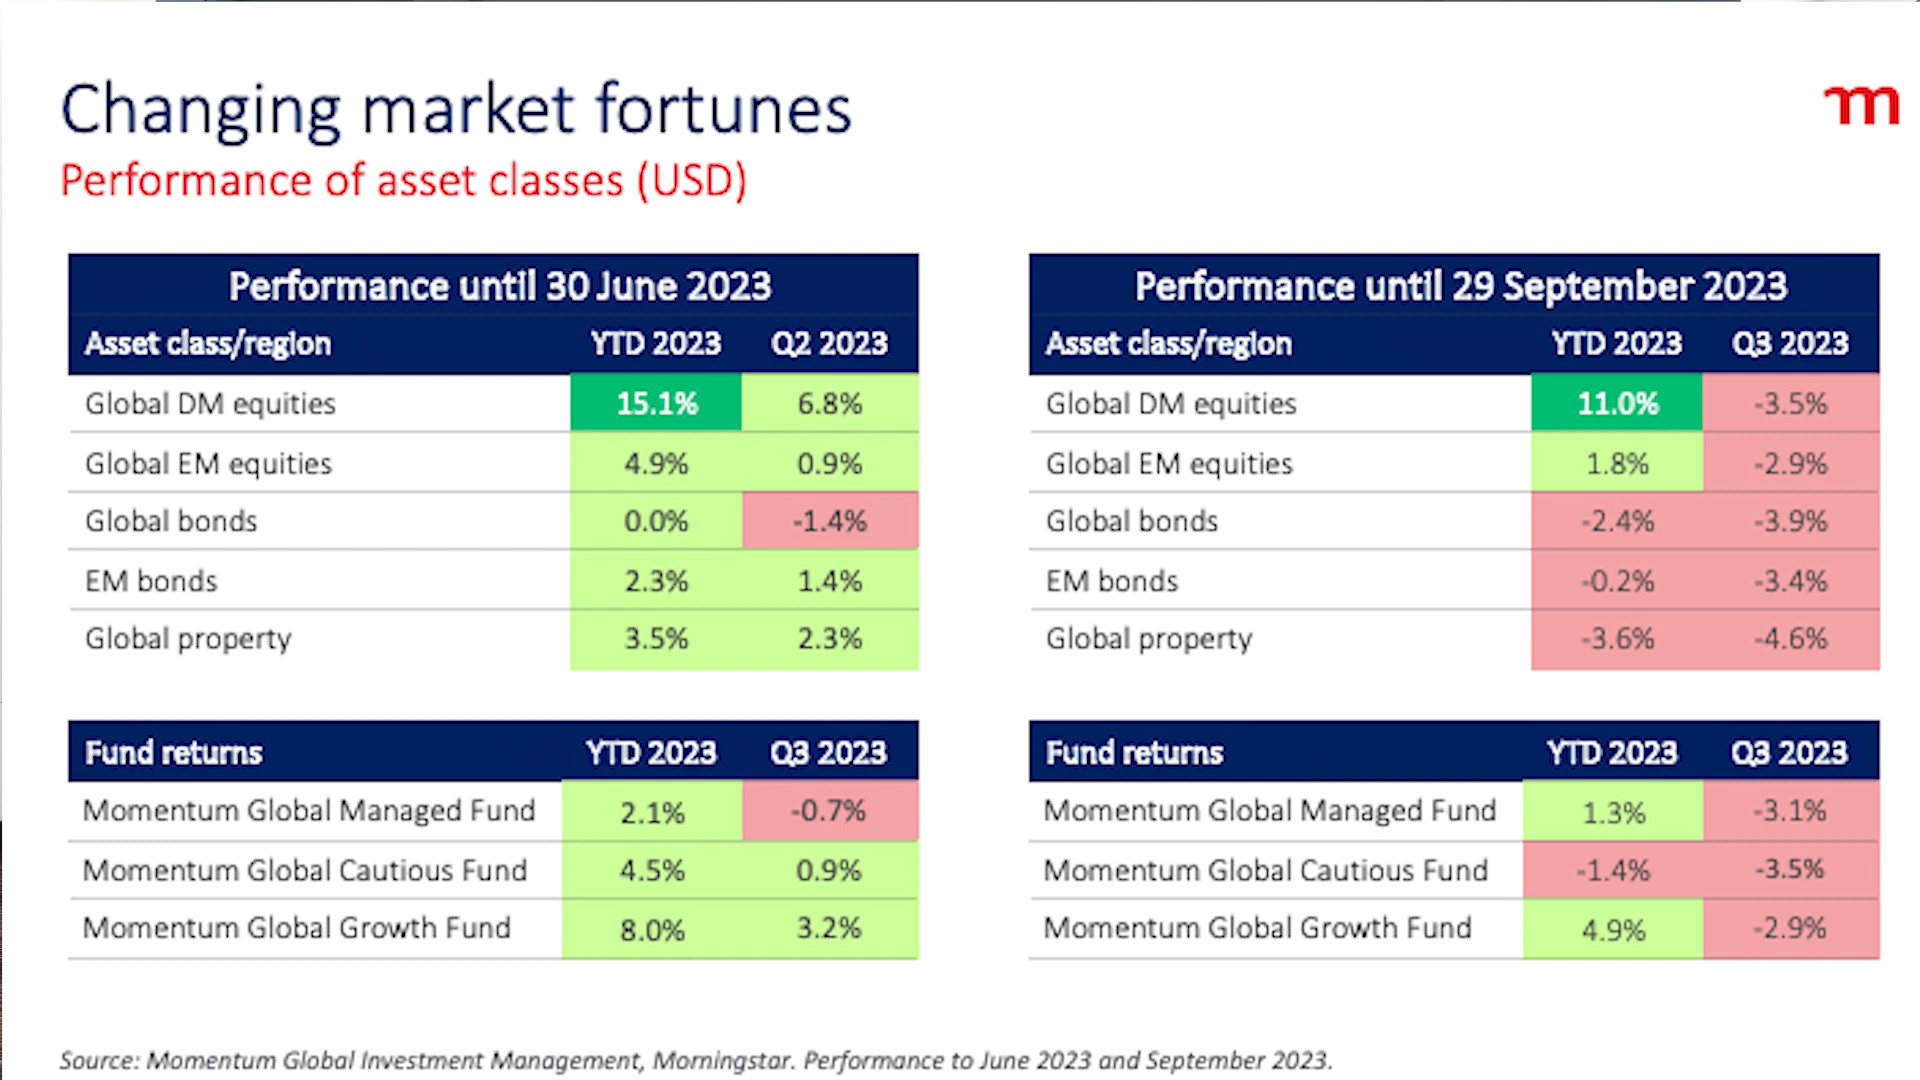 Changing market fortunes
m
Performance of asset classes (USD)
Performance until 30 June 2023
Asset class/region YTD 2023 Q2 2023
Global DM equities 15.1% 6.8%
Global EM equities 4.9% 0.9%
Global bonds 0.0% -1.4%
EM bonds 2.3% 1.4%
Global property 3.5% 2.3%
Fund returns YTD 2023 Q3 2023
Momentum Global Managed Fund 2.1% -0.7%
Momentum Global Cautious Fund 4.5% 0.9%
Momentum Global Growth Fund 8.0% 3.2%
Performance until 29 September 2023
Asset class/region YTD 2023 Q3 2023
Global DM equities 11.0% -3.5%
Global EM equities 1.8% -2.9%
Global bonds -2.4% -3.9%
EM bonds -0.2% -3.4%
Global property -3.6% -4.6%
Fund returns YTD 2023 Q3 2023
Momentum Global Managed Fund 1.3% -3.1%
Momentum Global Cautious Fund -1.4% -3.5%
Momentum Global Growth Fund 4.9% -2.9%
Source: Momentum Global Investment Management, Morningstar. Performance to June 2023 and September 2023.